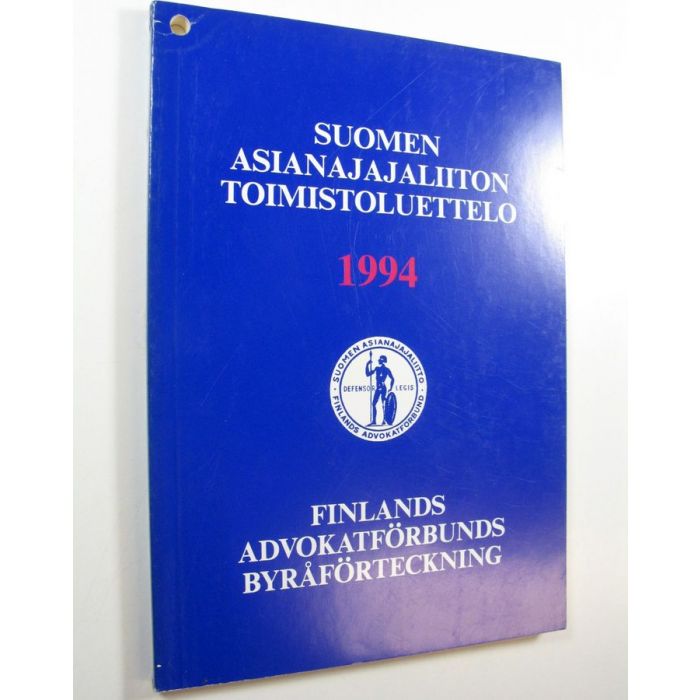 SUOMEN
ASIANAJAJALIITON
TOIMISTOLUETTELO
1994
· SUOMEN ASIANAJAJALIITTO ·
DEFENSOR LEGIS
FINLANDS ADVOKATFÖRBUND
FINLANDS
ADVOKATFÖRBUNDS
BYRÅFÖRTECKNING